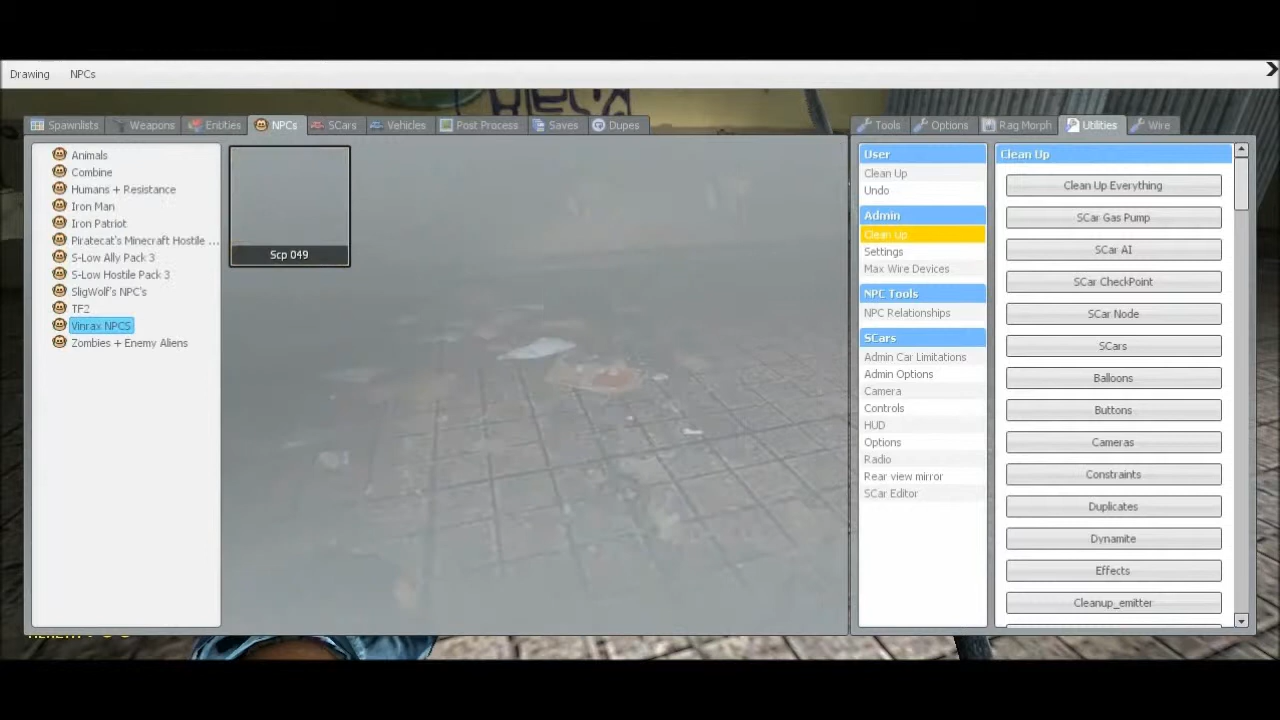 Drawing NPCs
Spawnlists Weapons Entities NPCs SCars Vehicles Post Process Saves Dupes
Animals
Combine
Humans + Resistance
Iron Man
Iron Patriot
Piratecat's Minecraft Hostile ...
S-Low Ally Pack 3
S-Low Hostile Pack 3
SligWolf's NPC's
TF2
Vinrax NPCS
Zombies + Enemy Aliens
Scp 049
Tools Options Rag Morph Utilities Wire
User
Clean Up
Undo
Admin
Clean Up
Settings
Max Wire Devices
NPC Tools
NPC Relationships
SCars
Admin Car Limitations
Admin Options
Camera
Controls
HUD
Options
Radio
Rear view mirror
SCar Editor
Clean Up
Clean Up Everything
SCar Gas Pump
SCar AI
SCar CheckPoint
SCar Node
SCars
Balloons
Buttons
Cameras
Constraints
Duplicates
Dynamite
Effects
Cleanup_emitter